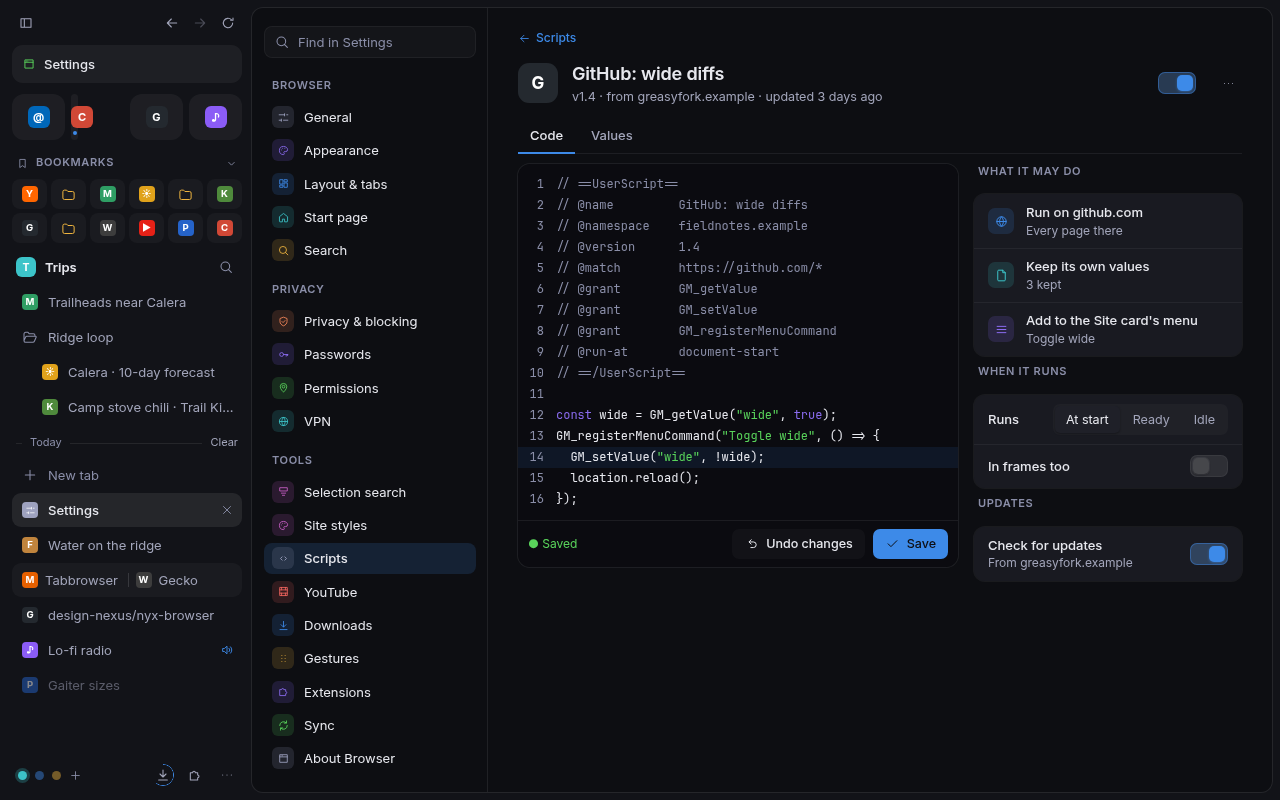 Settings
@
C
G
BOOKMARKS
Y
M
K
G
W
P
C
T Trips
M Trailheads near Calera
Ridge loop
Calera · 10-day forecast
K Camp stove chili · Trail Ki...
Today
Clear
New tab
Settings
F Water on the ridge
M Tabbrowser
W Gecko
G design-nexus/nyx-browser
Lo-fi radio
P Gaiter sizes
Find in Settings
BROWSER
General
Appearance
Layout & tabs
Start page
Search
PRIVACY
Privacy & blocking
Passwords
Permissions
VPN
TOOLS
Selection search
Site styles
Scripts
YouTube
Downloads
Gestures
Extensions
Sync
About Browser
← Scripts
G
GitHub: wide diffs
v1.4 · from greasyfork.example · updated 3 days ago
Code
Values
1 // ==UserScript==
2 // @name GitHub: wide diffs
3 // @namespace fieldnotes.example
4 // @version 1.4
5 // @match https://github.com/*
6 // @grant GM_getValue
7 // @grant GM_setValue
8 // @grant GM_registerMenuCommand
9 // @run-at document-start
10 // ==/UserScript==
11
12 const wide = GM_getValue("wide", true);
13 GM_registerMenuCommand("Toggle wide", () => {
14 GM_setValue("wide", !wide);
15 location.reload();
16 });
Saved
Undo changes
Save
WHAT IT MAY DO
Run on github.com
Every page there
Keep its own values
3 kept
Add to the Site card's menu
Toggle wide
WHEN IT RUNS
Runs
At start
Ready
Idle
In frames too
UPDATES
Check for updates
From greasyfork.example